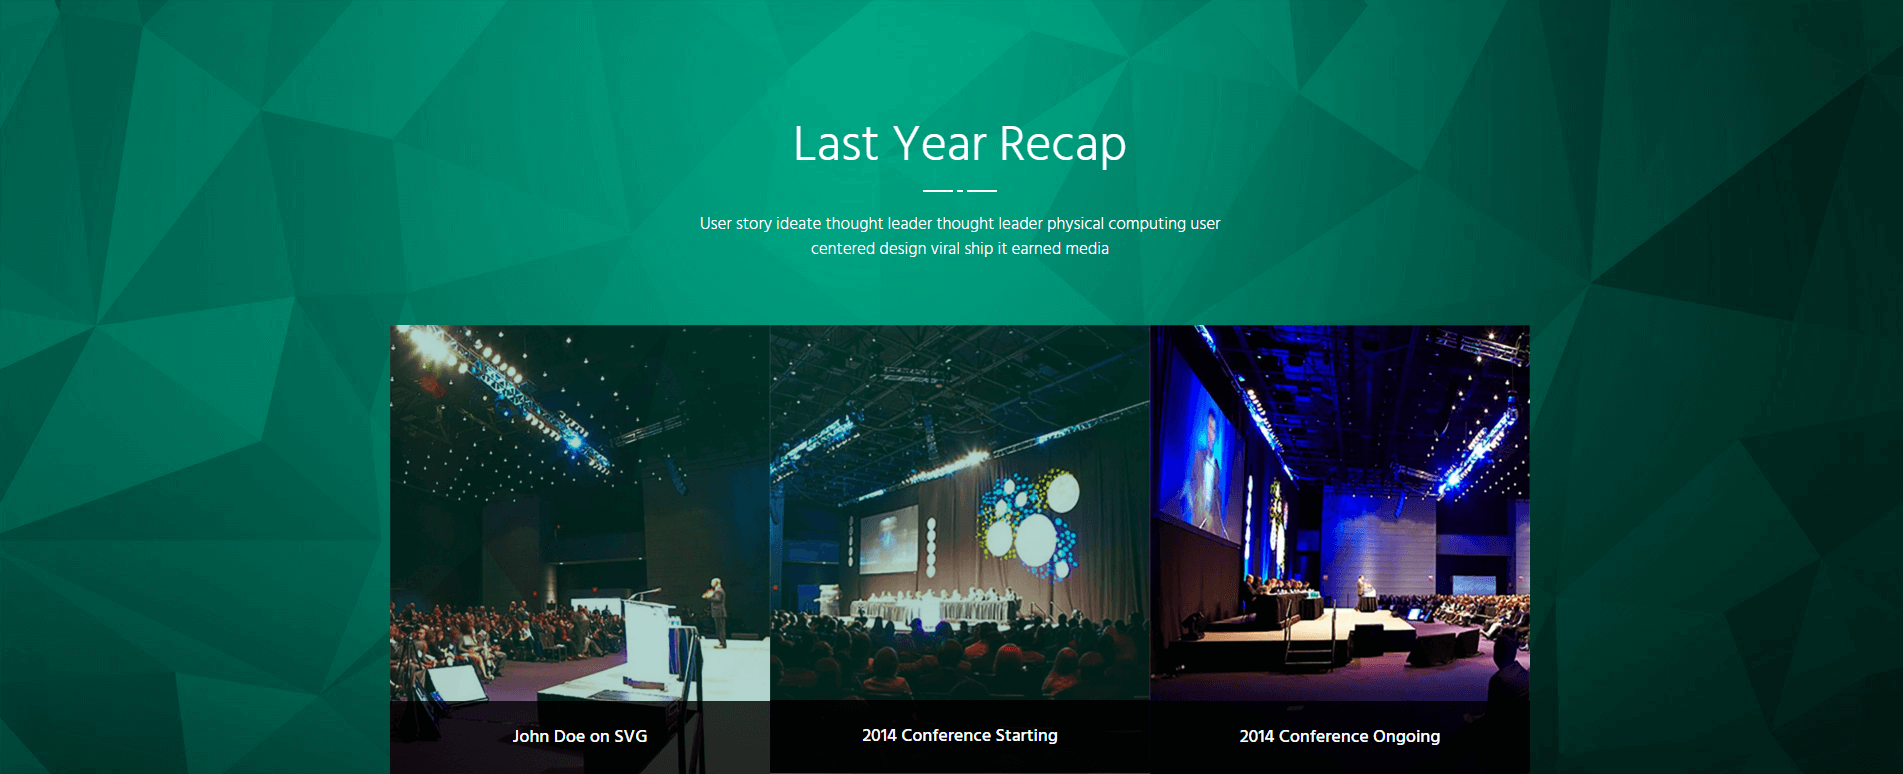 Last Year Recap
User story ideate thought leader thought leader physical computing user
centered design viral ship it earned media
John Doe on SVG
2014 Conference Starting
2014 Conference Ongoing